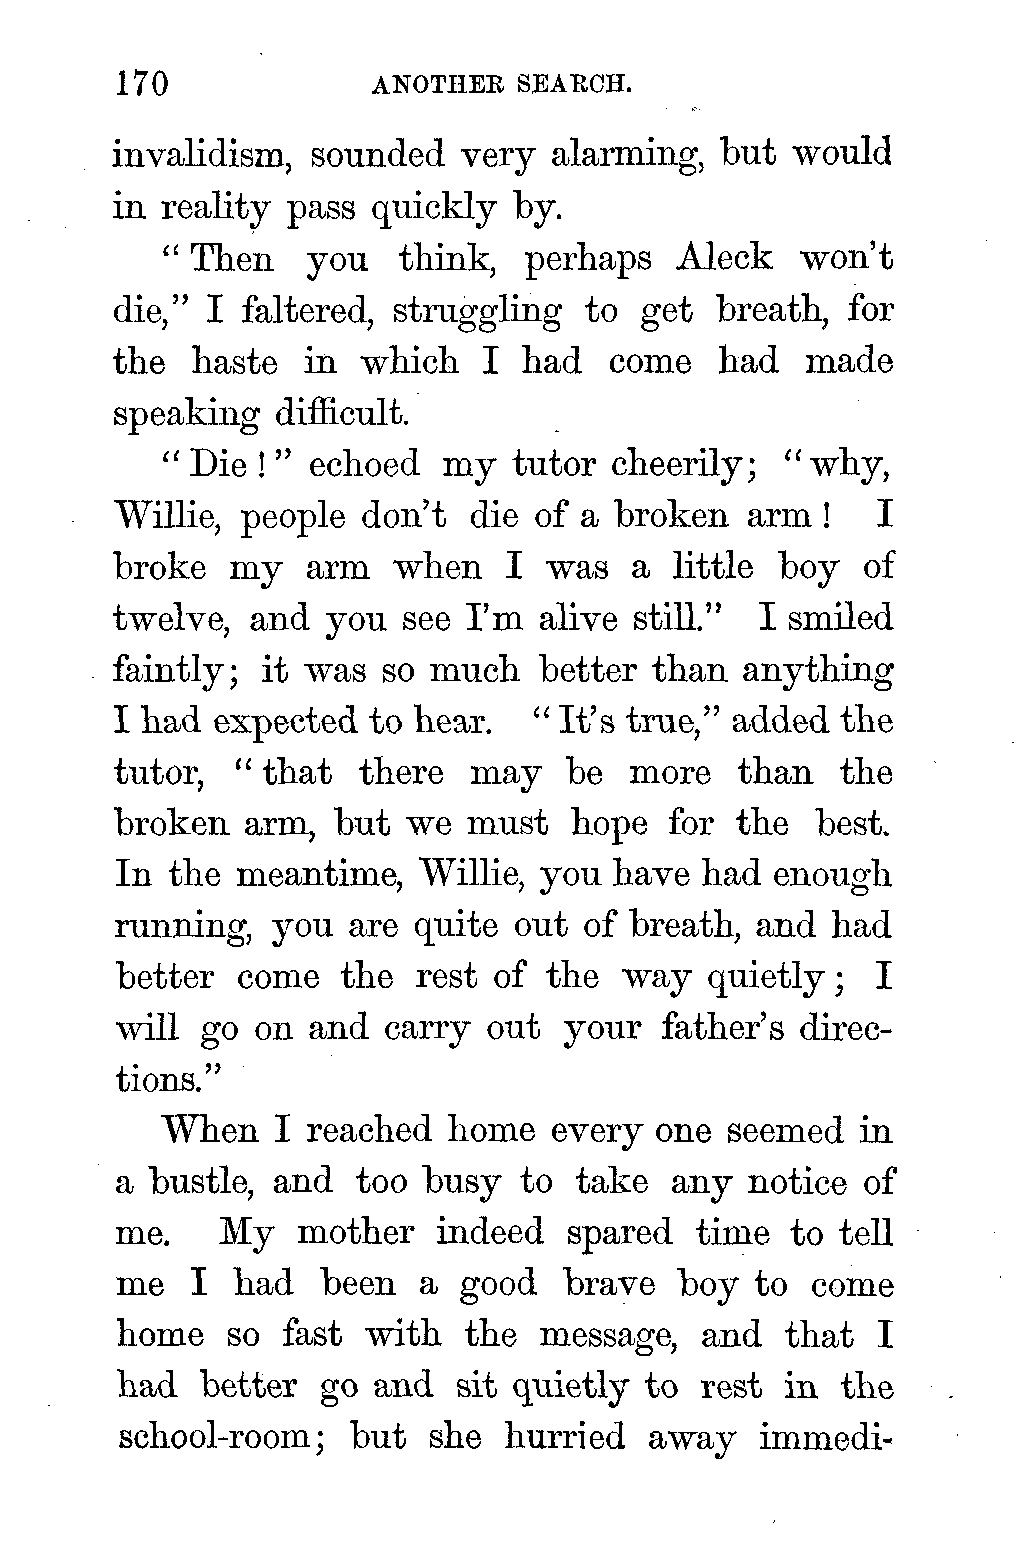 170 ANOTHER SEARCH.
invalidism, sounded very alarming, but would
in reality pass quickly by.
“Then you think, perhaps Aleck won’t
die,” I faltered, struggling to get breath, for
the haste in which I had come had made
speaking difficult.
“Die!” echoed my tutor cheerily; “why,
Willie, people don’t die of a broken arm! I
broke my arm when I was a little boy of
twelve, and you see I’m alive still.” I smiled
faintly; it was so much better than anything
I had expected to hear. “It’s true,” added the
tutor, “that there may be more than the
broken arm, but we must hope for the best.
In the meantime, Willie, you have had enough
running, you are quite out of breath, and had
better come the rest of the way quietly; I
will go on and carry out your father’s direc-
tions.”
When I reached home every one seemed in
a bustle, and too busy to take any notice of
me. My mother indeed spared time to tell
me I had been a good brave boy to come
home so fast with the message, and that I
had better go and sit quietly to rest in the
school-room; but she hurried away immedi-